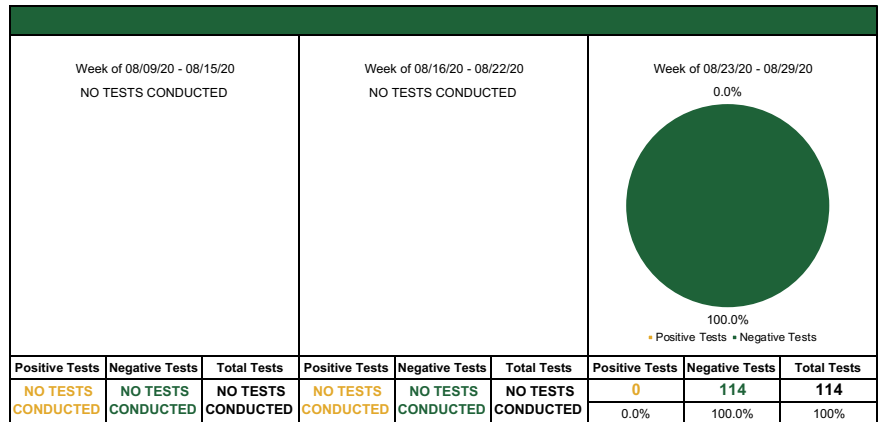 Week of 08/09/20 - 08/15/20
NO TESTS CONDUCTED
Week of 08/16/20 - 08/22/20
NO TESTS CONDUCTED
Week of 08/23/20 - 08/29/20
0.0%
100.0%
Positive Tests Negative Tests
Positive Tests Negative Tests Total Tests Positive Tests Negative Tests Total Tests Positive Tests Negative Tests Total Tests
NO TESTS NO TESTS NO TESTS NO TESTS NO TESTS NO TESTS 0 114 114
CONDUCTED CONDUCTED CONDUCTED CONDUCTED CONDUCTED CONDUCTED 0.0% 100.0% 100%